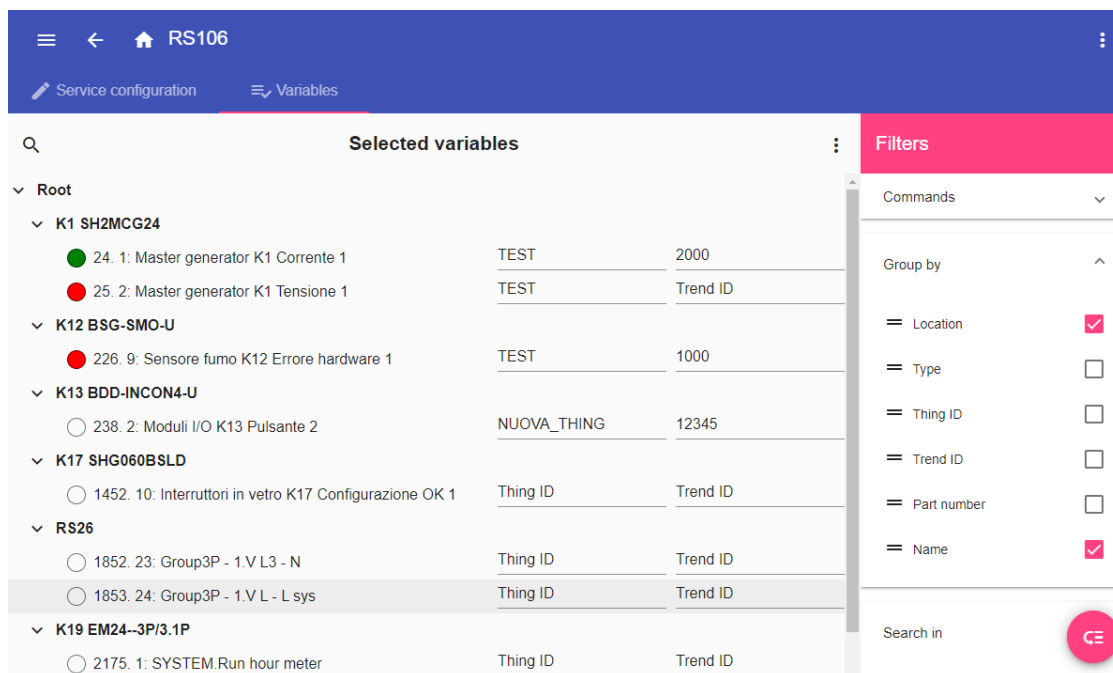 RS106
Service configuration Variables
Selected variables
Filters
Root
Commands
K1 SH2MCG24
24. 1: Master generator K1 Corrente 1 TEST 2000
Group by
25. 2: Master generator K1 Tensione 1 TEST Trend ID
K12 BSG-SMO-U
Location
226. 9: Sensore fumo K12 Errore hardware 1 TEST 1000
Type
K13 BDD-INCON4-U
Thing ID
238. 2: Moduli I/O K13 Pulsante 2 NUOVA_THING 12345
K17 SHG060BSLD
Trend ID
1452. 10: Interruttori in vetro K17 Configurazione OK 1 Thing ID Trend ID
Part number
RS26
Name
1852. 23: Group3P - 1.V L3 - N Thing ID Trend ID
1853. 24: Group3P - 1.V L - L sys Thing ID Trend ID
K19 EM24--3P/3.1P
Search in
2175. 1: SYSTEM.Run hour meter Thing ID Trend ID